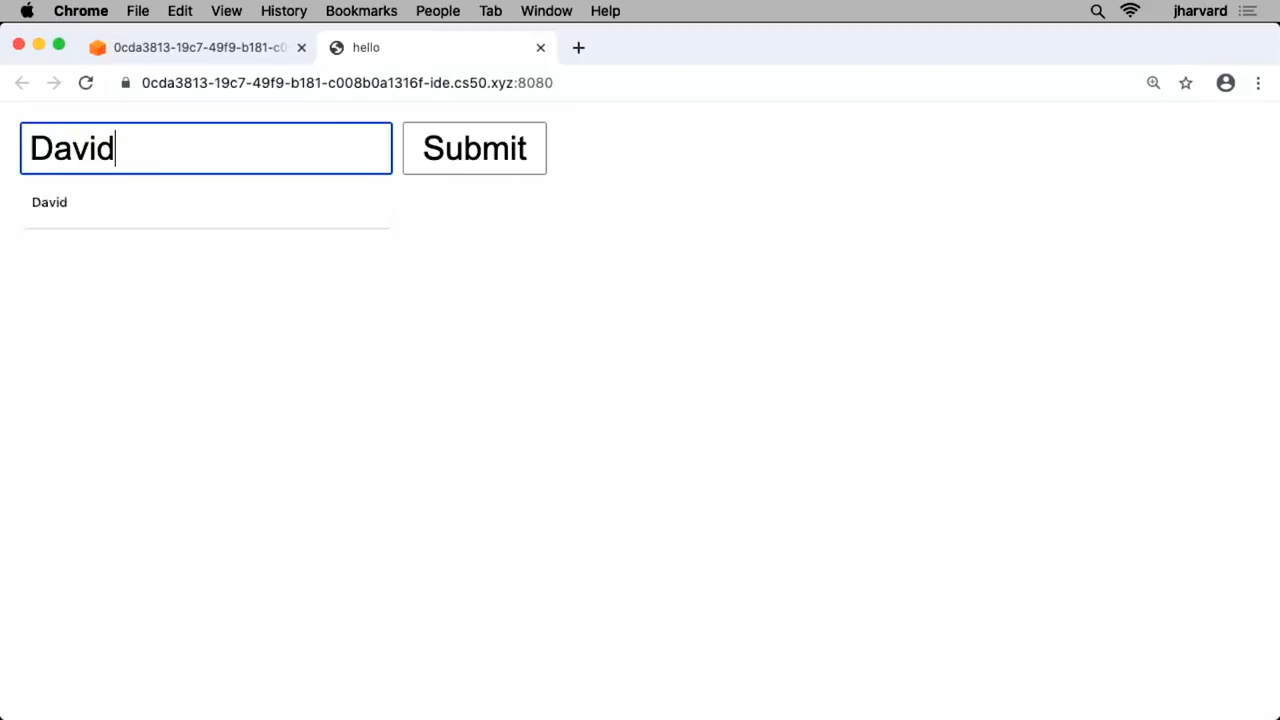 Chrome File Edit View History Bookmarks People Tab Window Help jharvard
0cda3813-19c7-49f9-b181-c0 hello
0cda3813-19c7-49f9-b181-c008b0a1316f-ide.cs50.xyz:8080
David Submit
David